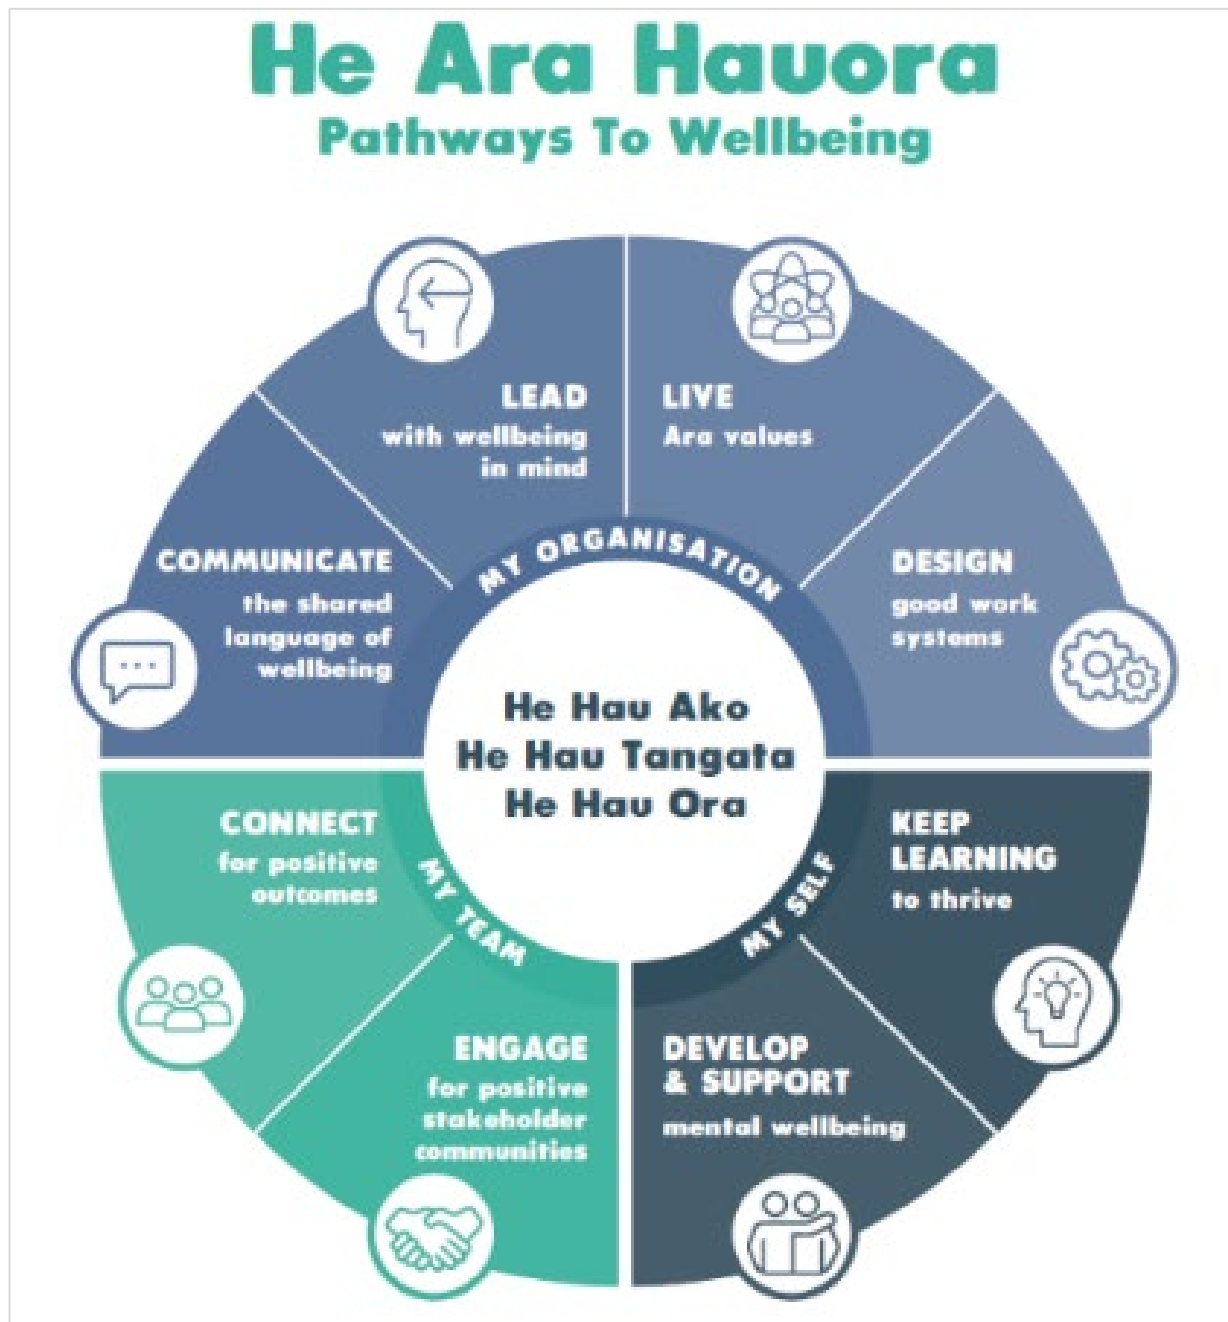 He Ara Hauora
Pathways To Wellbeing
LEAD
with wellbeing
in mind
LIVE
Ara values
COMMUNICATE
the shared
language of
wellbeing
DESIGN
good work
systems
MY ORGANISATION
He Hau Ako
He Hau Tangata
He Hau Ora
CONNECT
for positive
outcomes
MY TEAM
MY SELF
KEEP
LEARNING
to thrive
ENGAGE
for positive
stakeholder
communities
DEVELOP
& SUPPORT
mental wellbeing